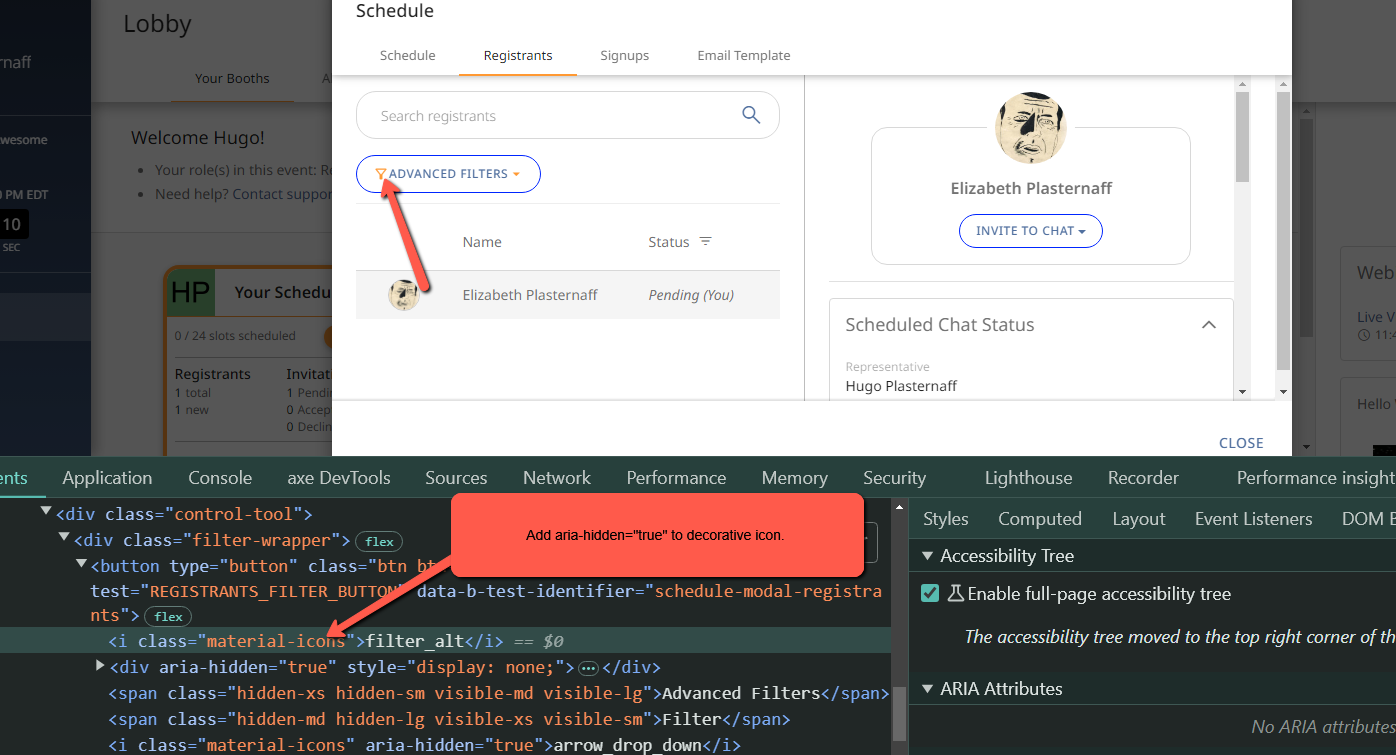 Lobby
rnaff
Your Booths
A
wesome
Welcome Hugo!
Your role(s) in this event: Re
Need help? Contact suppor
0 PM EDT
10
SEC
HP
Your Schedu
0 / 24 slots scheduled
Registrants
Invitati
1 total
1 Pendin
1 new
0 Accep
0 Declin
Schedule
Schedule
Registrants
Signups
Email Template
Search registrants
ADVANCED FILTERS
Name
Status
Elizabeth Plasternaff
Pending (You)
Elizabeth Plasternaff
INVITE TO CHAT
Scheduled Chat Status
Representative
Hugo Plasternaff
CLOSE
Web
Live V
11:4
Hello
ents
Application
Console
axe DevTools
Sources
Network
Performance
Memory
Security
Lighthouse
Recorder
Performance insight
<div class="control-tool">
<div class="filter-wrapper"> flex
<button type="button" class="btn bt
test="REGISTRANTS_FILTER_BUTTON" data-b-test-identifier="schedule-modal-registra
nts"> flex
<i class="material-icons">filter_alt</i> == $0
<div aria-hidden="true" style="display: none;">…</div>
<span class="hidden-xs hidden-sm visible-md visible-lg">Advanced Filters</span>
<span class="hidden-md hidden-lg visible-xs visible-sm">Filter</span>
<i class="material-icons" aria-hidden="true">arrow_drop_down</i>
Add aria-hidden="true" to decorative icon.
Styles
Computed
Layout
Event Listeners
DOM B
Accessibility Tree
Enable full-page accessibility tree
The accessibility tree moved to the top right corner of th
ARIA Attributes
No ARIA attributes